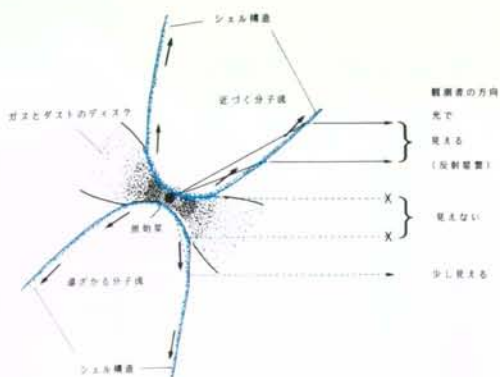 シェル構造
観測者の方向
近づく分子魂
光で
ガスとダストのディスク
見える
(反射星雲)
X
見えない
原始星
X
遠ざかる分子魂
少し見える
シェル構造